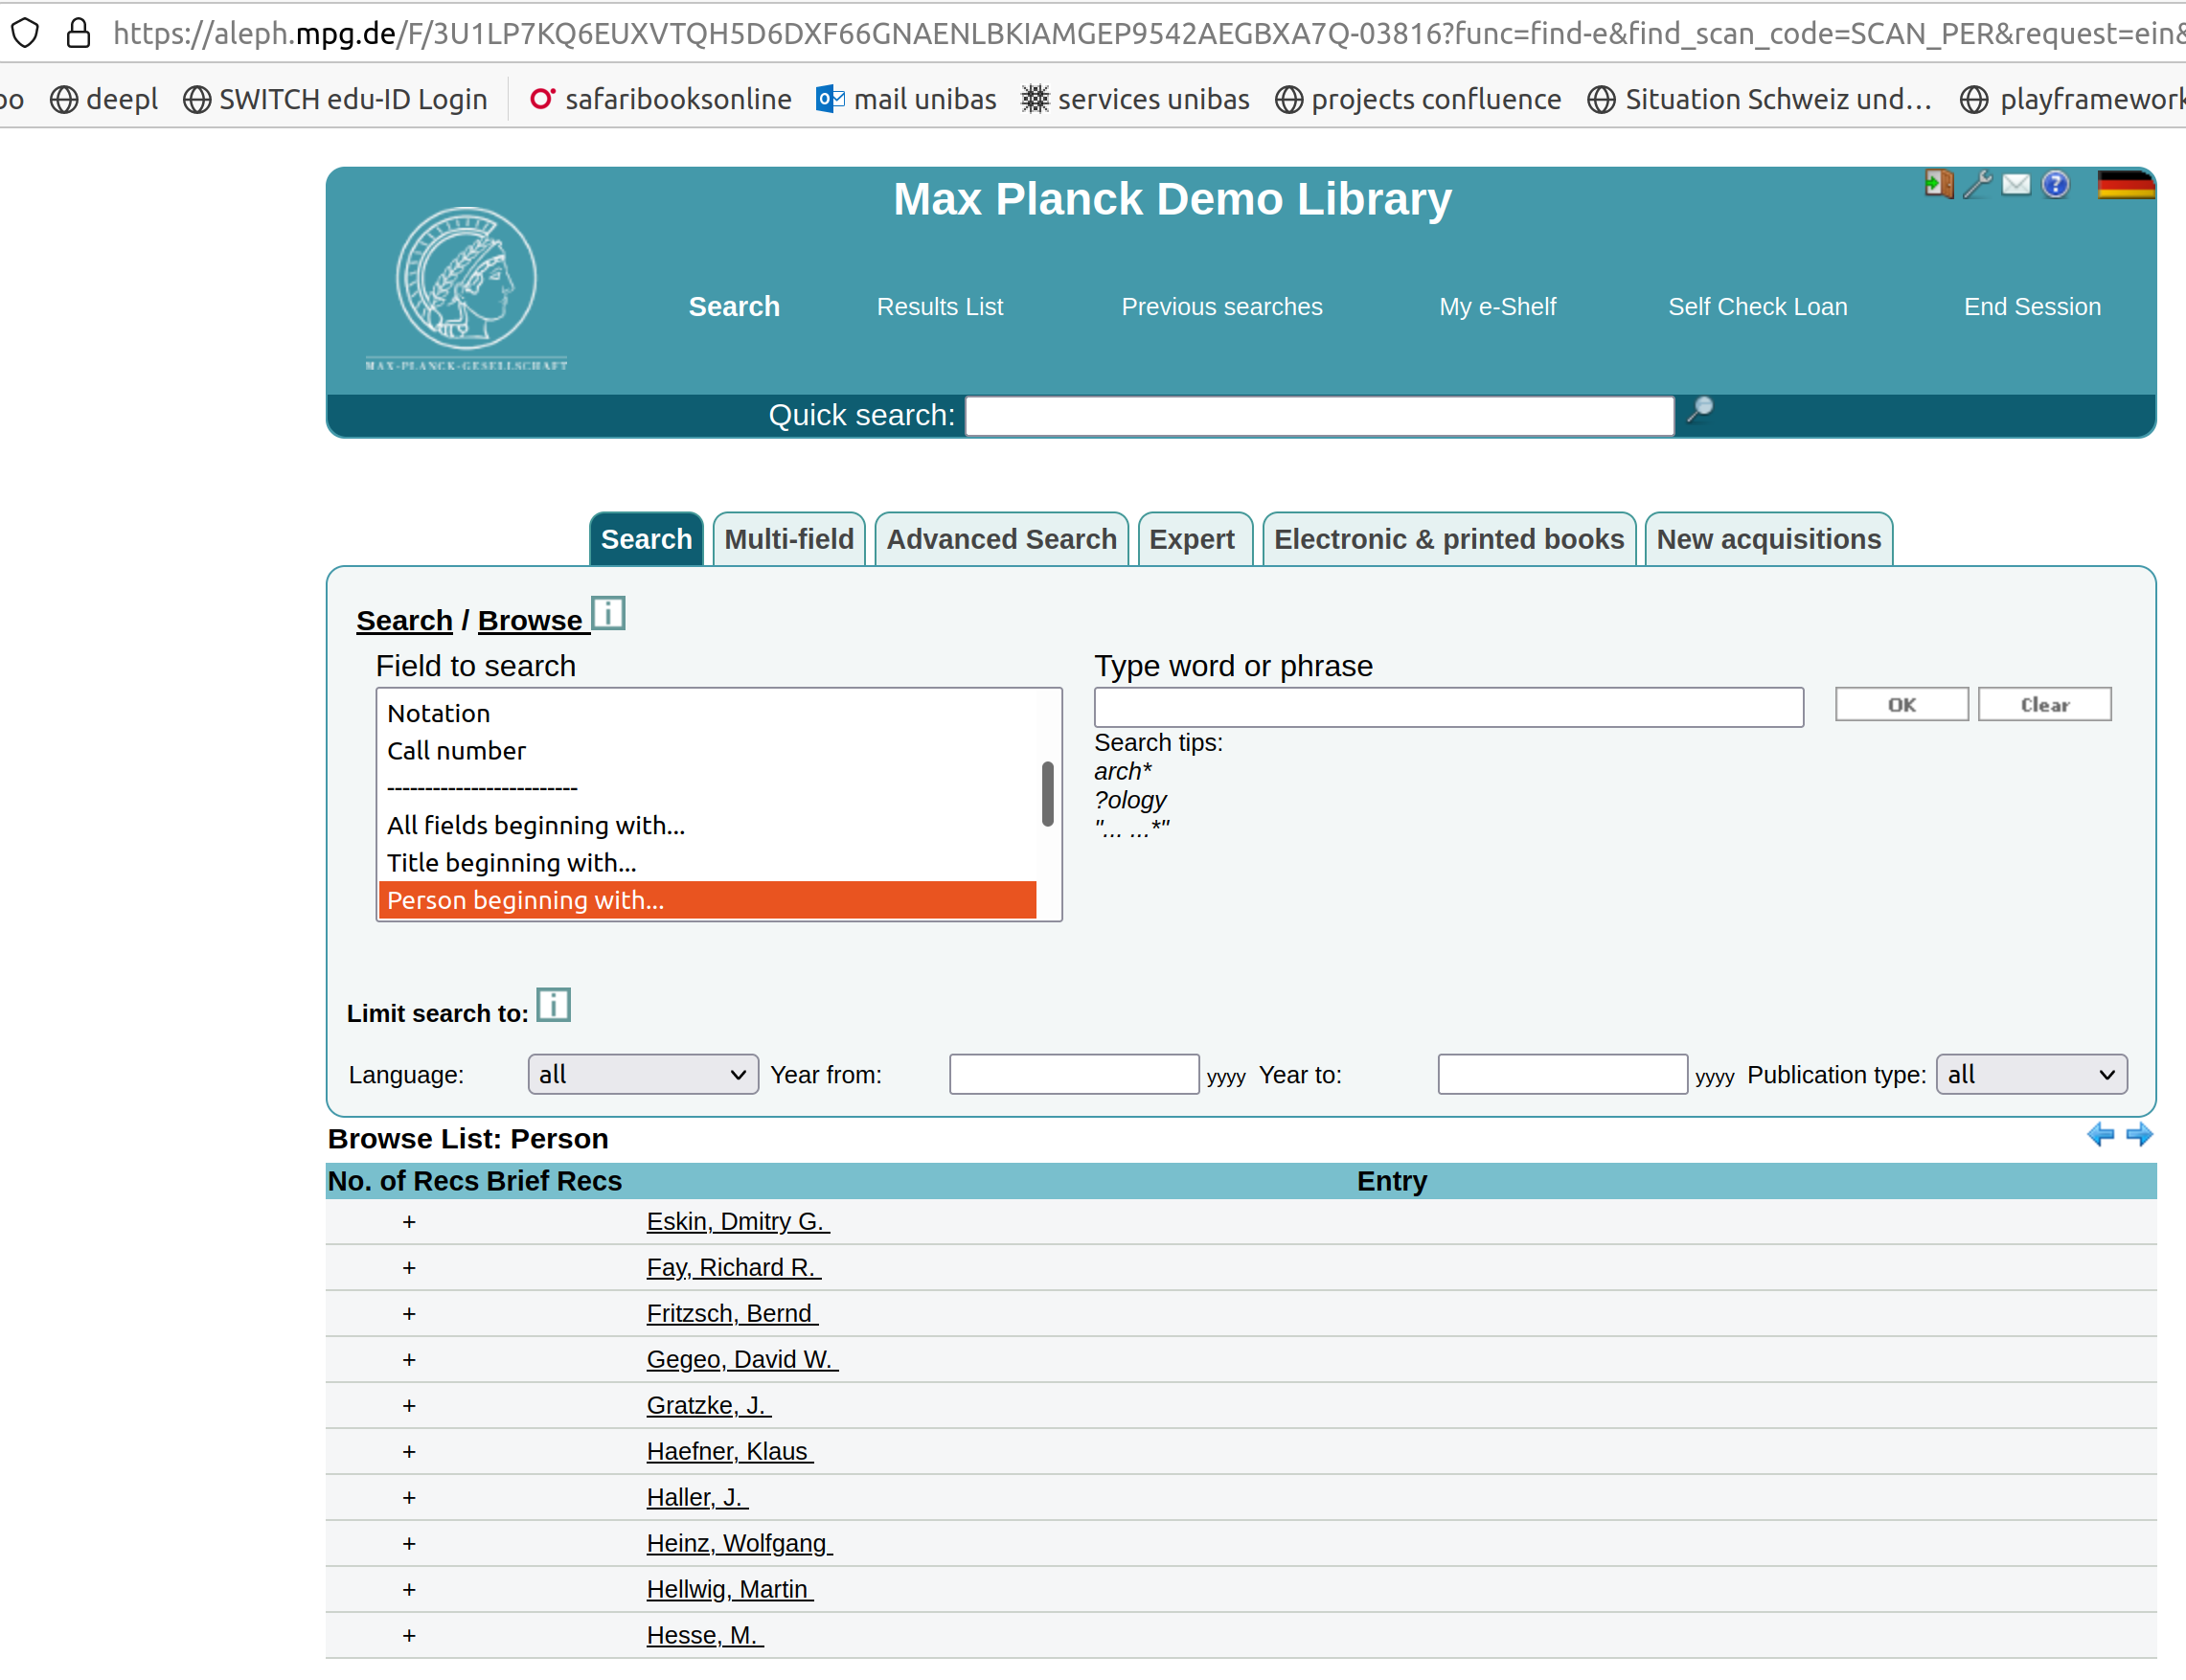 https://aleph.mpg.de/F/3U1LP7KQ6EUXVTQH5D6DXF66GNAENLBKIAMGEP9542AEGBXA7Q-03816?func=find-e&find_scan_code=SCAN_PER&request=ein&
oo deepl SWITCH edu-ID Login safaribooksonline mail unibas services unibas projects confluence Situation Schweiz und… playframework
Max Planck Demo Library
MAX-PLANCK-GESELLSCHAFT
Search Results List Previous searches My e-Shelf Self Check Loan End Session
Quick search:
Search Multi-field Advanced Search Expert Electronic & printed books New acquisitions
Search / Browse i
Field to search
Notation
Call number
-------------------------
All fields beginning with...
Title beginning with...
Person beginning with...
Type word or phrase
OK Clear
Search tips:
arch*
?ology
"... ...*"
Limit search to: i
Language: all Year from: yyyy Year to: yyyy Publication type: all
Browse List: Person
No. of Recs Brief Recs Entry
+ Eskin, Dmitry G.
+ Fay, Richard R.
+ Fritzsch, Bernd
+ Gegeo, David W.
+ Gratzke, J.
+ Haefner, Klaus
+ Haller, J.
+ Heinz, Wolfgang
+ Hellwig, Martin
+ Hesse, M.